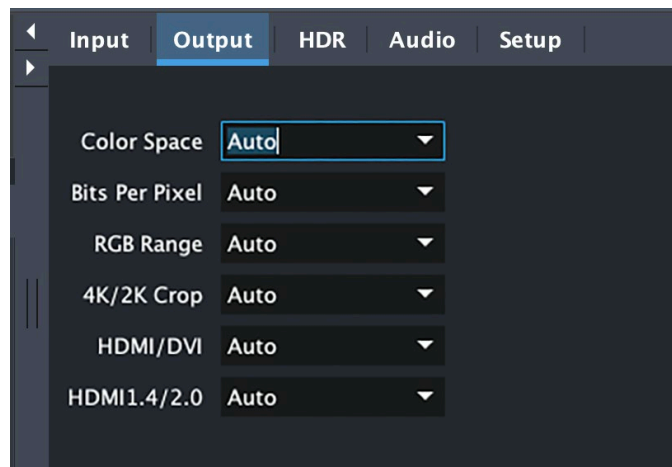 Input Output HDR Audio Setup
Color Space Auto
Bits Per Pixel Auto
RGB Range Auto
4K/2K Crop Auto
HDMI/DVI Auto
HDMI1.4/2.0 Auto